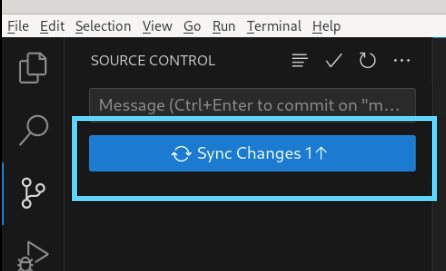 File Edit Selection View Go Run Terminal Help
SOURCE CONTROL
Message (Ctrl+Enter to commit on "m...
Sync Changes 1↑